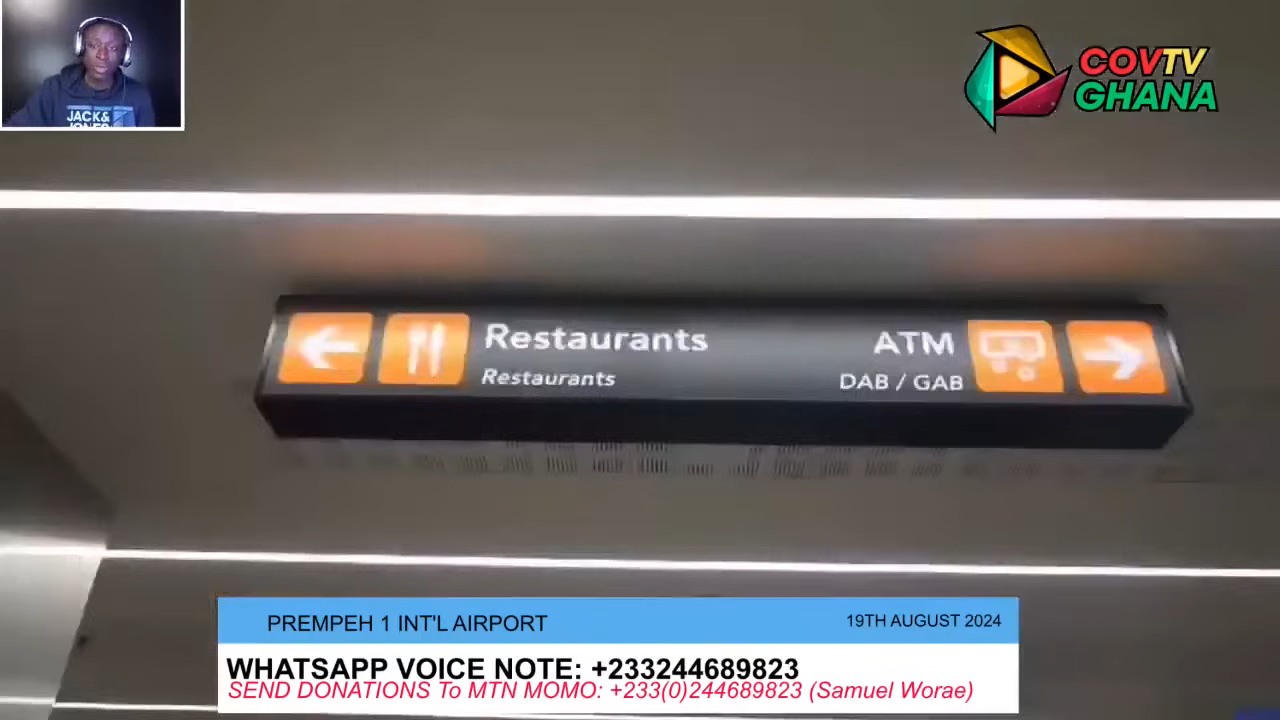 COVTV
GHANA
JACK&
JONES
Restaurants
Restaurants
ATM
DAB / GAB
PREMPEH 1 INT'L AIRPORT
19TH AUGUST 2024
WHATSAPP VOICE NOTE: +233244689823
SEND DONATIONS To MTN MOMO: +233(0)244689823 (Samuel Worae)